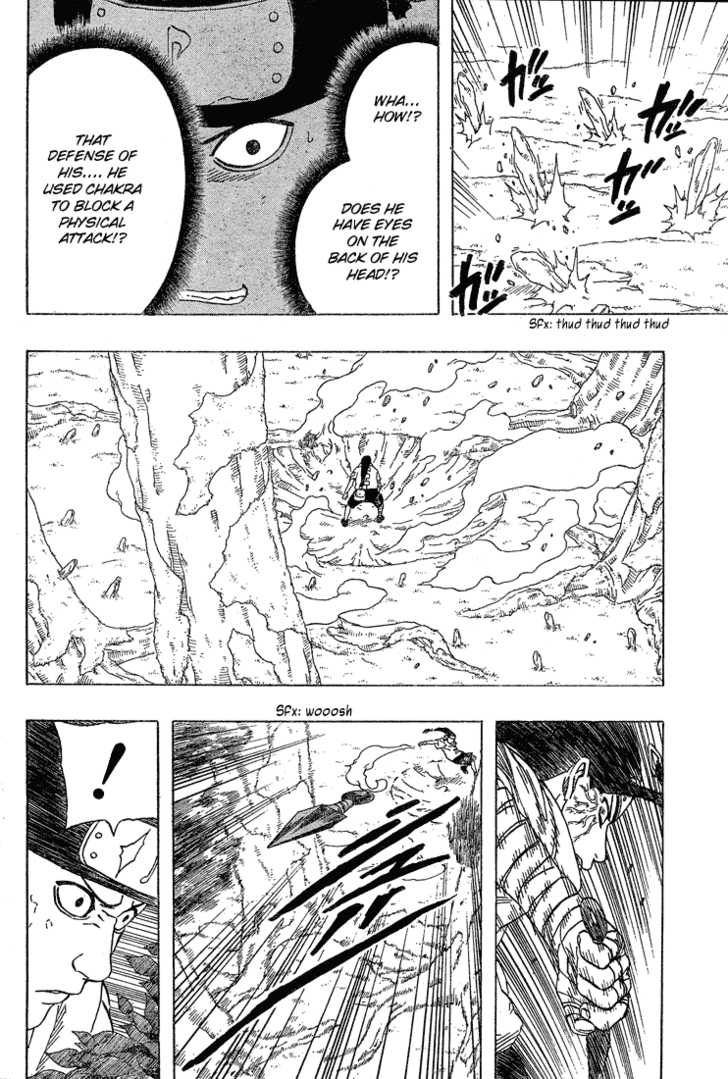 ガッ
ガッ
ガッ
ガッ
Sfx: thud thud thud thud
WHA...
HOW!?
DOES HE
HAVE EYES
ON THE
BACK OF HIS
HEAD!?
THAT
DEFENSE OF
HIS.... HE
USED CHAKRA
TO BLOCK A
PHYSICAL
ATTACK!?
Sfx: wooosh
!